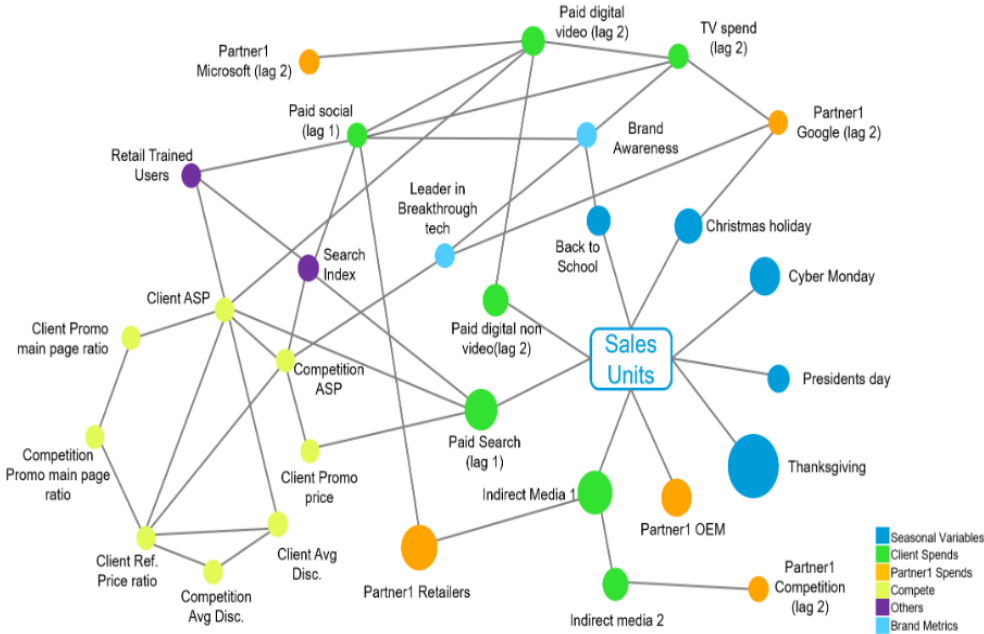 Paid digital
video (lag 2)
TV spend
(lag 2)
Partner1
Microsoft (lag 2)
Paid social
(lag 1)
Partner1
Google (lag 2)
Brand
Awareness
Retail Trained
Users
Leader in
Breakthrough
tech
Christmas holiday
Back to
School
Search
Index
Cyber Monday
Client ASP
Client Promo
main page ratio
Paid digital non
video(lag 2)
Sales
Units
Competition
ASP
Presidents day
Paid Search
(lag 1)
Competition
Promo main page
ratio
Client Promo
price
Thanksgiving
Indirect Media 1
Partner1 OEM
Client Ref.
Price ratio
Client Avg
Disc.
Competition
Avg Disc.
Partner1 Retailers
Indirect media 2
Partner1
Competition
(lag 2)
Seasonal Variables
Client Spends
Partner1 Spends
Compete
Others
Brand Metrics